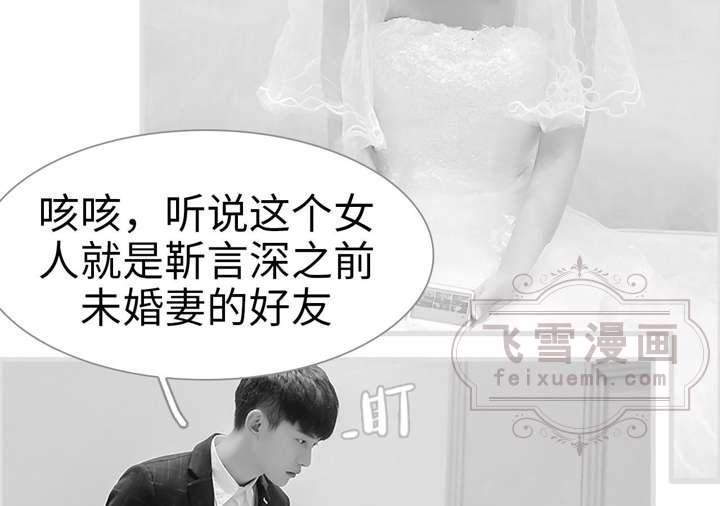 咳咳，听说这个女
人就是靳言深之前
未婚妻的好友
盯
飞雪漫画
feixuemh.com